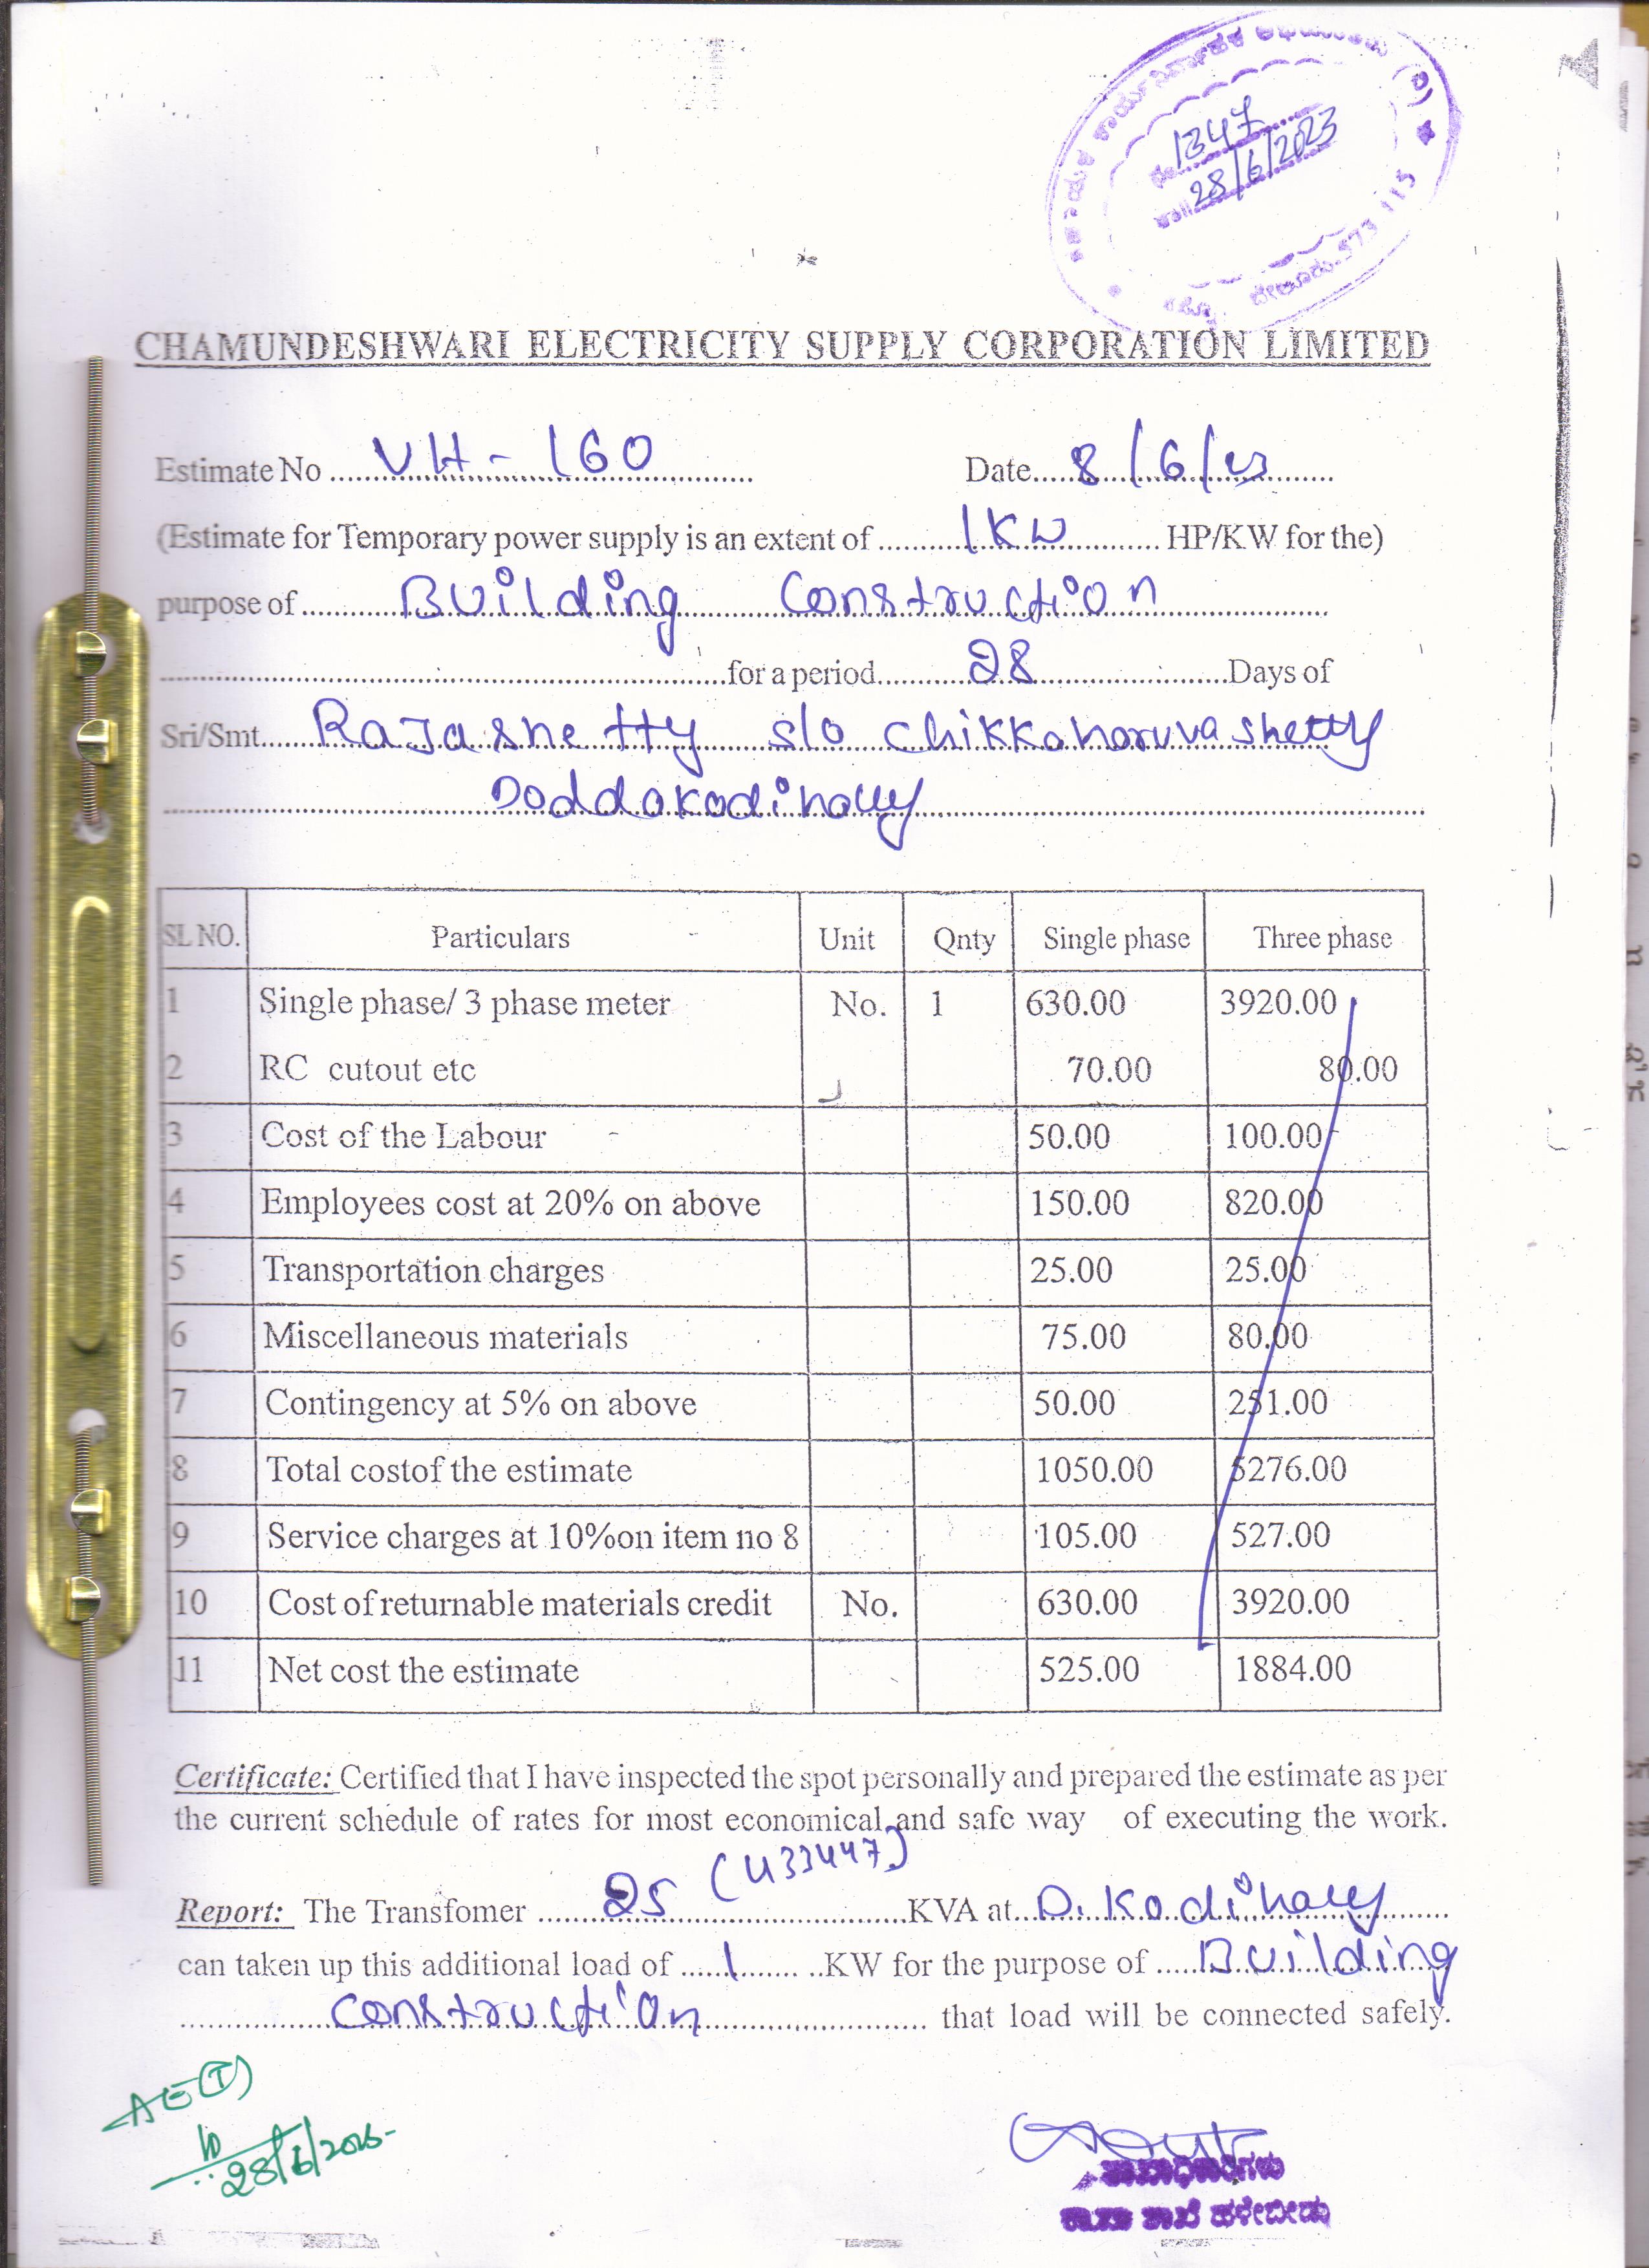 1347
28/6/2023
573 115
CHAMUNDESHWARI ELECTRICITY SUPPLY CORPORATION LIMITED
Estimate No VH - 160 Date 8/6/23
(Estimate for Temporary power supply is an extent of 1KW HP/KW for the)
purpose of Building Construction
for a period 28 Days of
Sri/Smt Rajashetty s/o Chikkanaruvashetty
Doddakodihally
SL NO. Particulars Unit Qnty Single phase Three phase
1 Single phase/ 3 phase meter No. 1 630.00 3920.00
2 RC cutout etc 70.00 80.00
3 Cost of the Labour 50.00 100.00
4 Employees cost at 20% on above 150.00 820.00
5 Transportation charges 25.00 25.00
6 Miscellaneous materials 75.00 80.00
7 Contingency at 5% on above 50.00 251.00
8 Total costof the estimate 1050.00 5276.00
9 Service charges at 10%on item no 8 105.00 527.00
10 Cost of returnable materials credit No. 630.00 3920.00
11 Net cost the estimate 525.00 1884.00
Certificate: Certified that I have inspected the spot personally and prepared the estimate as per
the current schedule of rates for most economical and safe way of executing the work.
Report: The Transfomer 25 (433447) KVA at D. Kodihally
can taken up this additional load of 1 KW for the purpose of Building
Construction that load will be connected safely.
AE(T)
28/6/